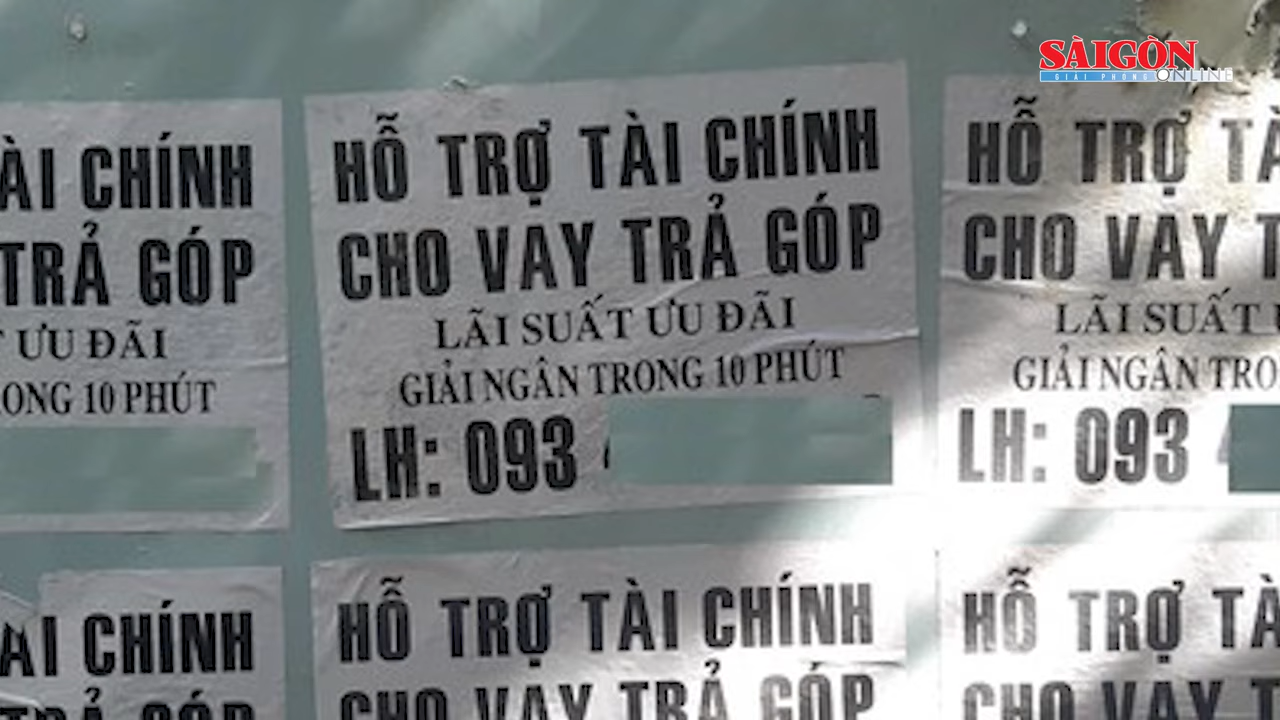 SÀIGÒN
GIẢI PHÓNG ONLINE
ÀI CHÍNH
TRẢ GÓP
ƯU ĐÃI
ONG 10 PHÚT
HỖ TRỢ TÀI CHÍNH
CHO VAY TRẢ GÓP
LÃI SUẤT ƯU ĐÃI
GIẢI NGÂN TRONG 10 PHÚT
LH: 093
HỖ TRỢ TÀ
CHO VAY T
LÃI SUẤT
GIẢI NGÂN TRO
LH: 093
ÀI CHÍNH
TRẢ GÓP
HỖ TRỢ TÀI CHÍNH
CHO VAY TRẢ GÓP
HỖ TRỢ TÀ
CHO VAY T